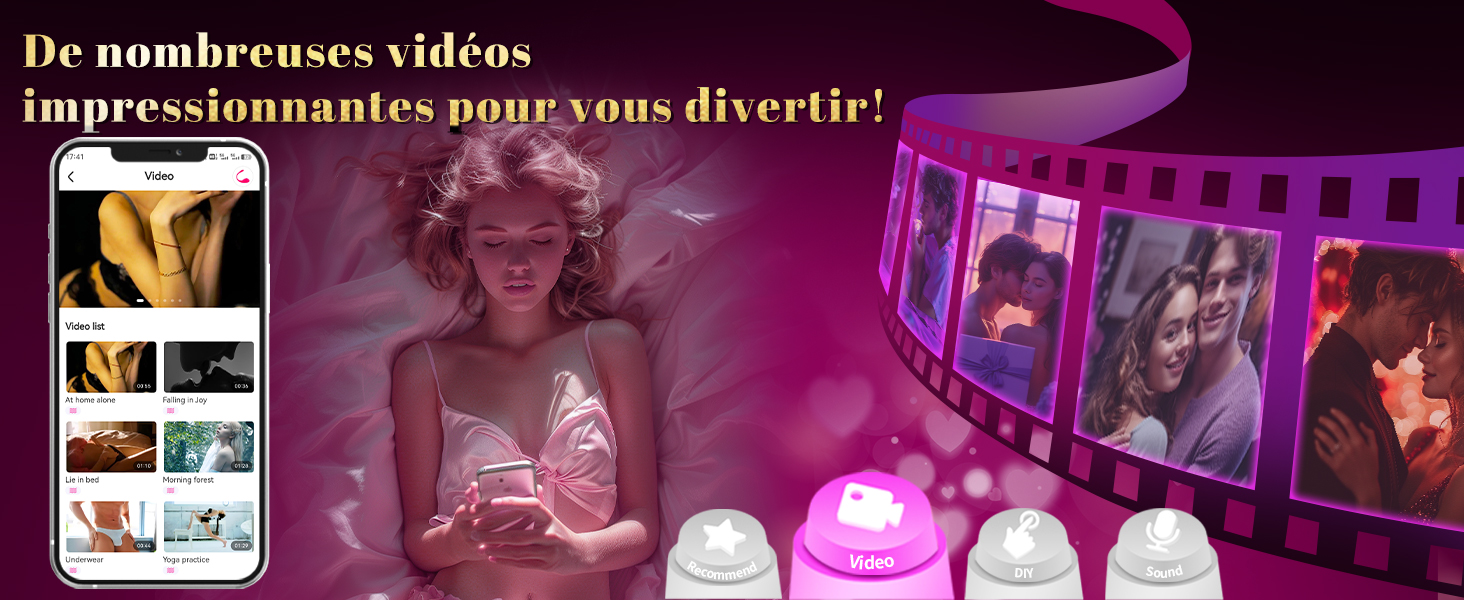 De nombreuses vidéos
impressionnantes pour vous divertir!
17:41
Video
Video list
00:55
00:36
At home alone
Falling in Joy
01:10
01:28
Lie in bed
Morning forest
00:44
01:29
Underwear
Yoga practice
Recommend
Video
DIY
Sound